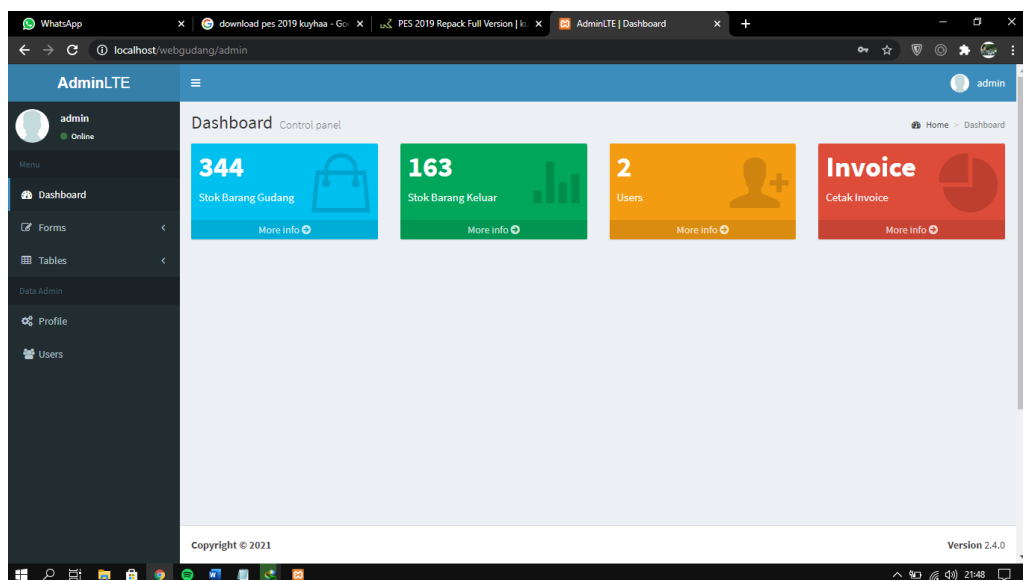 WhatsApp
download pes 2019 kuyhaa - Goo
PES 2019 Repack Full Version | ku
AdminLTE | Dashboard
localhost/webgudang/admin
AdminLTE
admin
admin
Online
Dashboard Control panel
Home > Dashboard
Menu
Dashboard
Forms
Tables
Data Admin
Profile
Users
344
Stok Barang Gudang
More info
163
Stok Barang Keluar
More info
2
Users
More info
Invoice
Cetak Invoice
More info
Copyright © 2021
Version 2.4.0
21:48